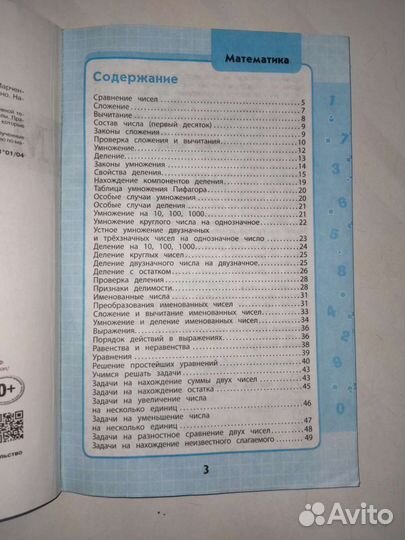 Математика
Содержание
Сравнение чисел 5
Сложение 7
Вычитание 8
Состав числа (первый десяток) 8
Законы сложения 9
Проверка сложения и вычитания 10
Умножение 12
Деление 13
Законы умножения 14
Свойства деления 15
Нахождение компонентов деления 19
Таблица умножения Пифагора 20
Особые случаи умножения 20
Особые случаи деления 21
Умножение на 10, 100, 1000 21
Умножение круглого числа на однозначное 22
Устное умножение двузначных
и трёхзначных чисел на однозначное число 23
Деление на 10, 100, 1000 24
Деление круглых чисел 25
Деление двузначного числа на двузначное 25
Деление с остатком 26
Проверка деления 28
Признаки делимости 28
Именованные числа 31
Преобразования именованных чисел 31
Сложение и вычитание именованных чисел 33
Умножение и деление именованных чисел 34
Выражения 36
Порядок действий в выражениях 38
Равенства и неравенства 36
Уравнения 39
Решение простейших уравнений 40
Учимся решать задачи 43
Задачи на нахождение суммы двух чисел 43
Задачи на нахождение остатка 45
Задачи на увеличение числа
на несколько единиц 46
Задачи на уменьшение числа
на несколько единиц 47
Задачи на разностное сравнение двух чисел 48
Задачи на нахождение неизвестного слагаемого 49
3
Avito